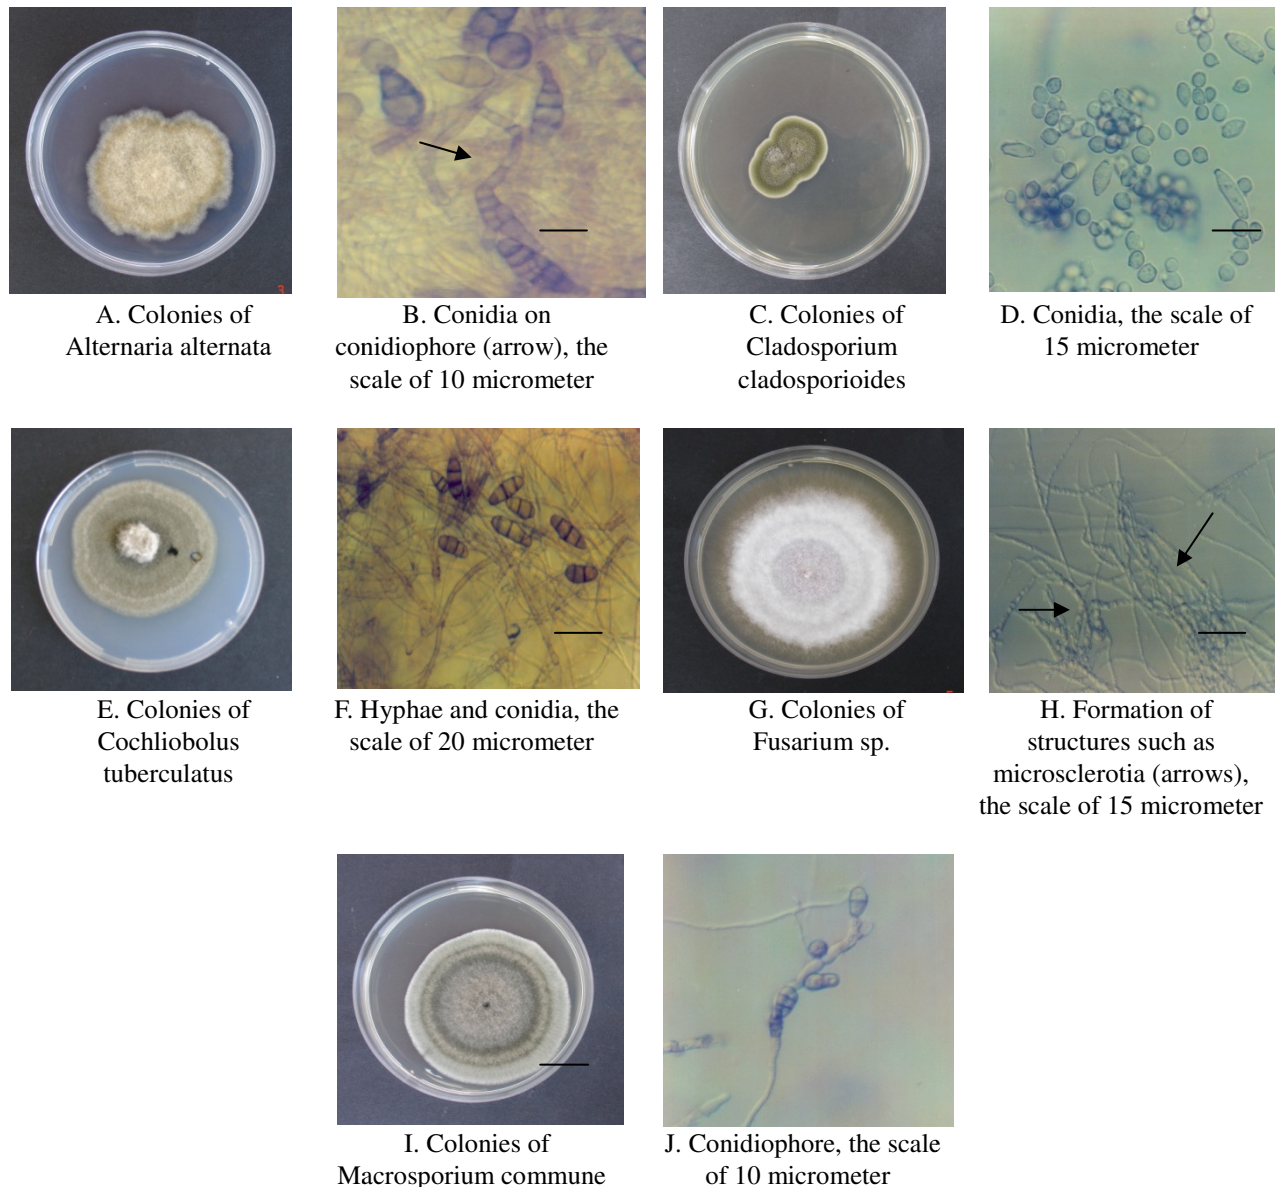 3
A. Colonies of
Alternaria alternata
B. Conidia on
conidiophore (arrow), the
scale of 10 micrometer
C. Colonies of
Cladosporium
cladosporioides
D. Conidia, the scale of
15 micrometer
E. Colonies of
Cochliobolus
tuberculatus
F. Hyphae and conidia, the
scale of 20 micrometer
G. Colonies of
Fusarium sp.
H. Formation of
structures such as
microsclerotia (arrows),
the scale of 15 micrometer
I. Colonies of
Macrosporium commune
J. Conidiophore, the scale
of 10 micrometer